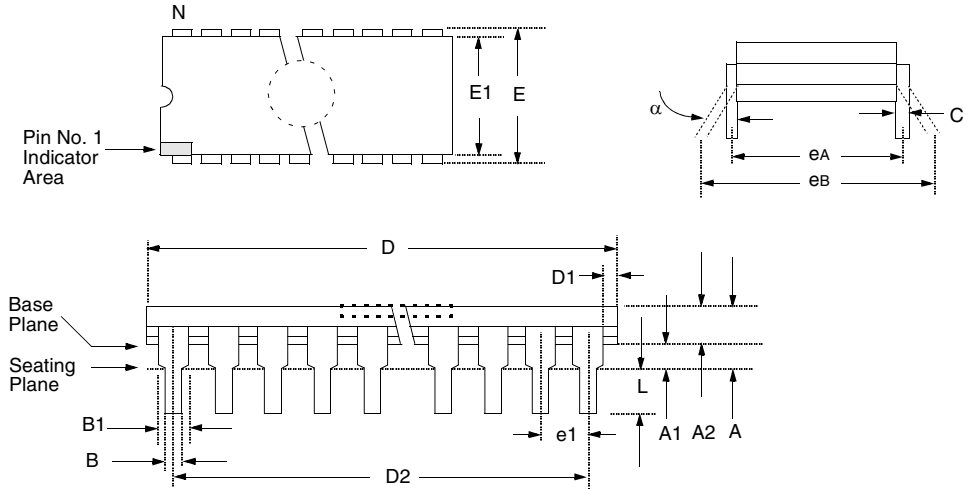 N
E1
E
Pin No. 1
Indicator
Area
α
C
eA
eB
D
D1
Base
Plane
Seating
Plane
L
B1
e1
A1
A2
A
B
D2